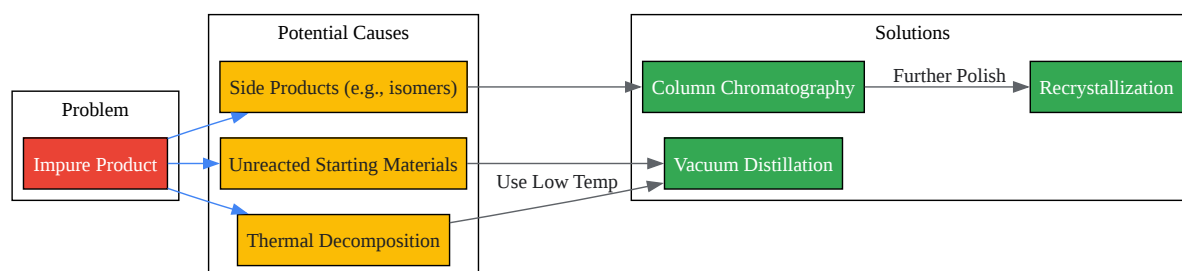 Potential Causes
Solutions
Side Products (e.g., isomers)
Column Chromatography
Further Polish
Recrystallization
Problem
Impure Product
Unreacted Starting Materials
Vacuum Distillation
Use Low Temp
Thermal Decomposition